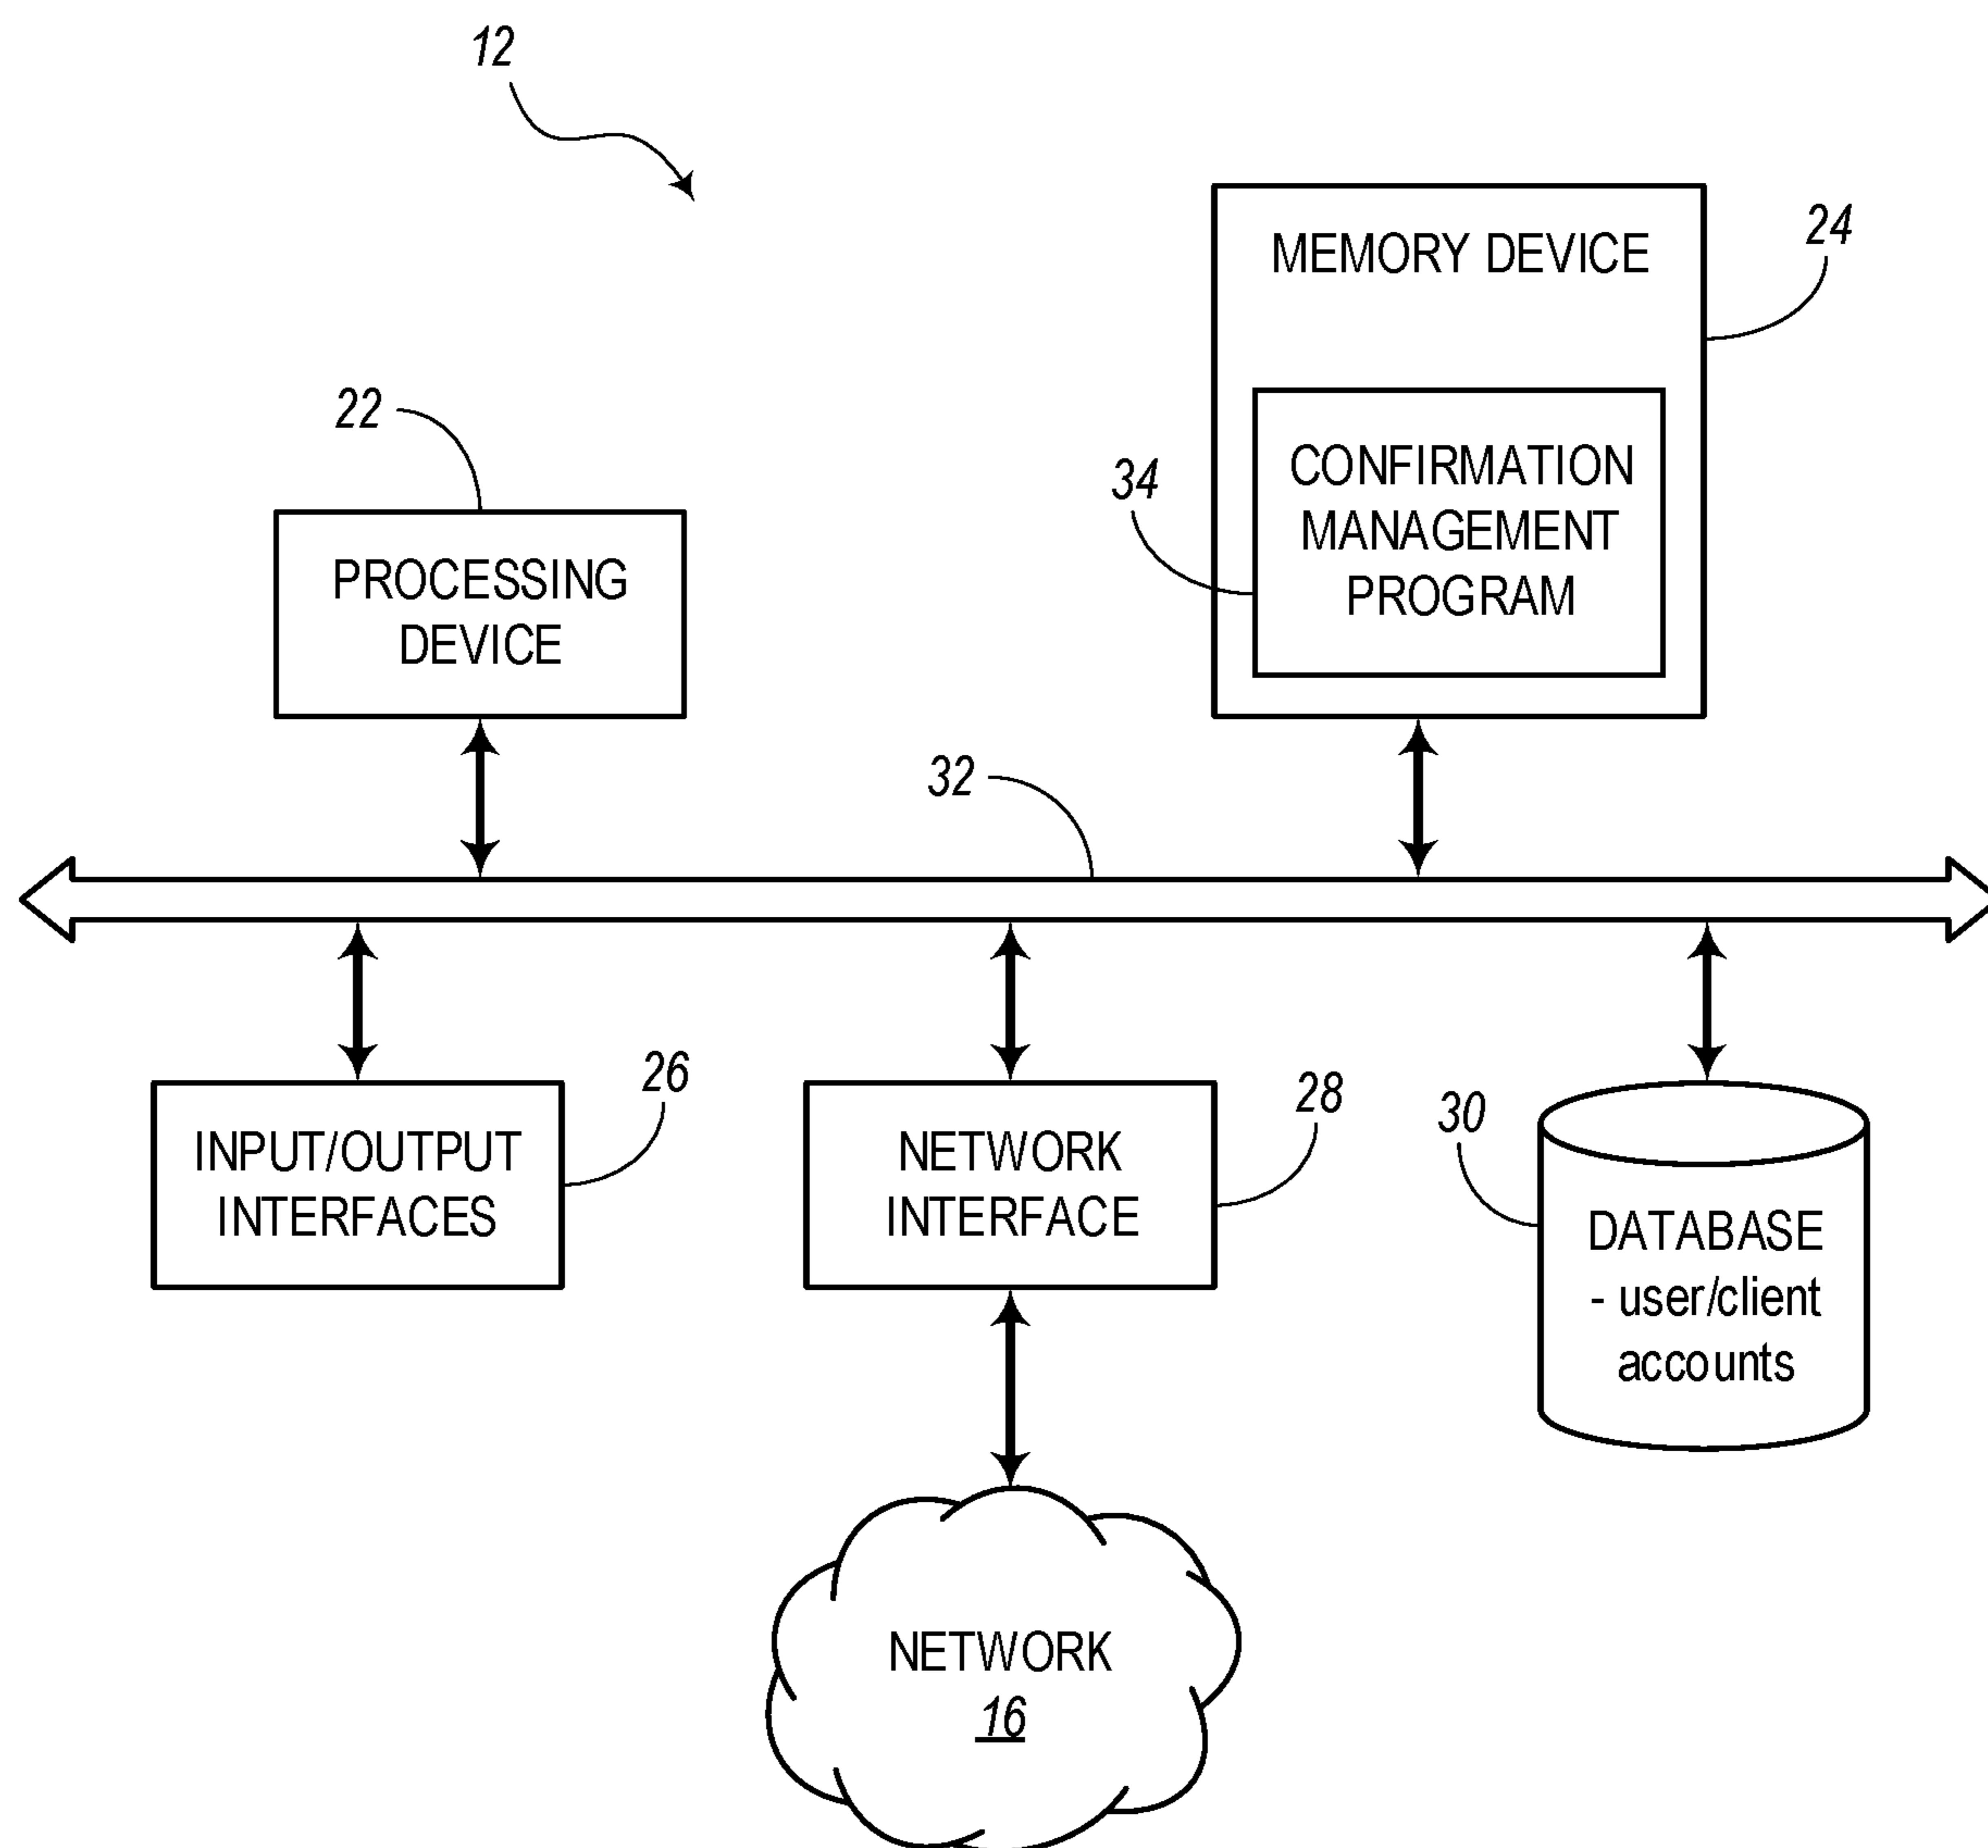 12
MEMORY DEVICE
24
22
CONFIRMATION
MANAGEMENT
PROGRAM
34
PROCESSING
DEVICE
32
26
28
30
INPUT/OUTPUT
INTERFACES
NETWORK
INTERFACE
DATABASE
- user/client
accounts
NETWORK
16